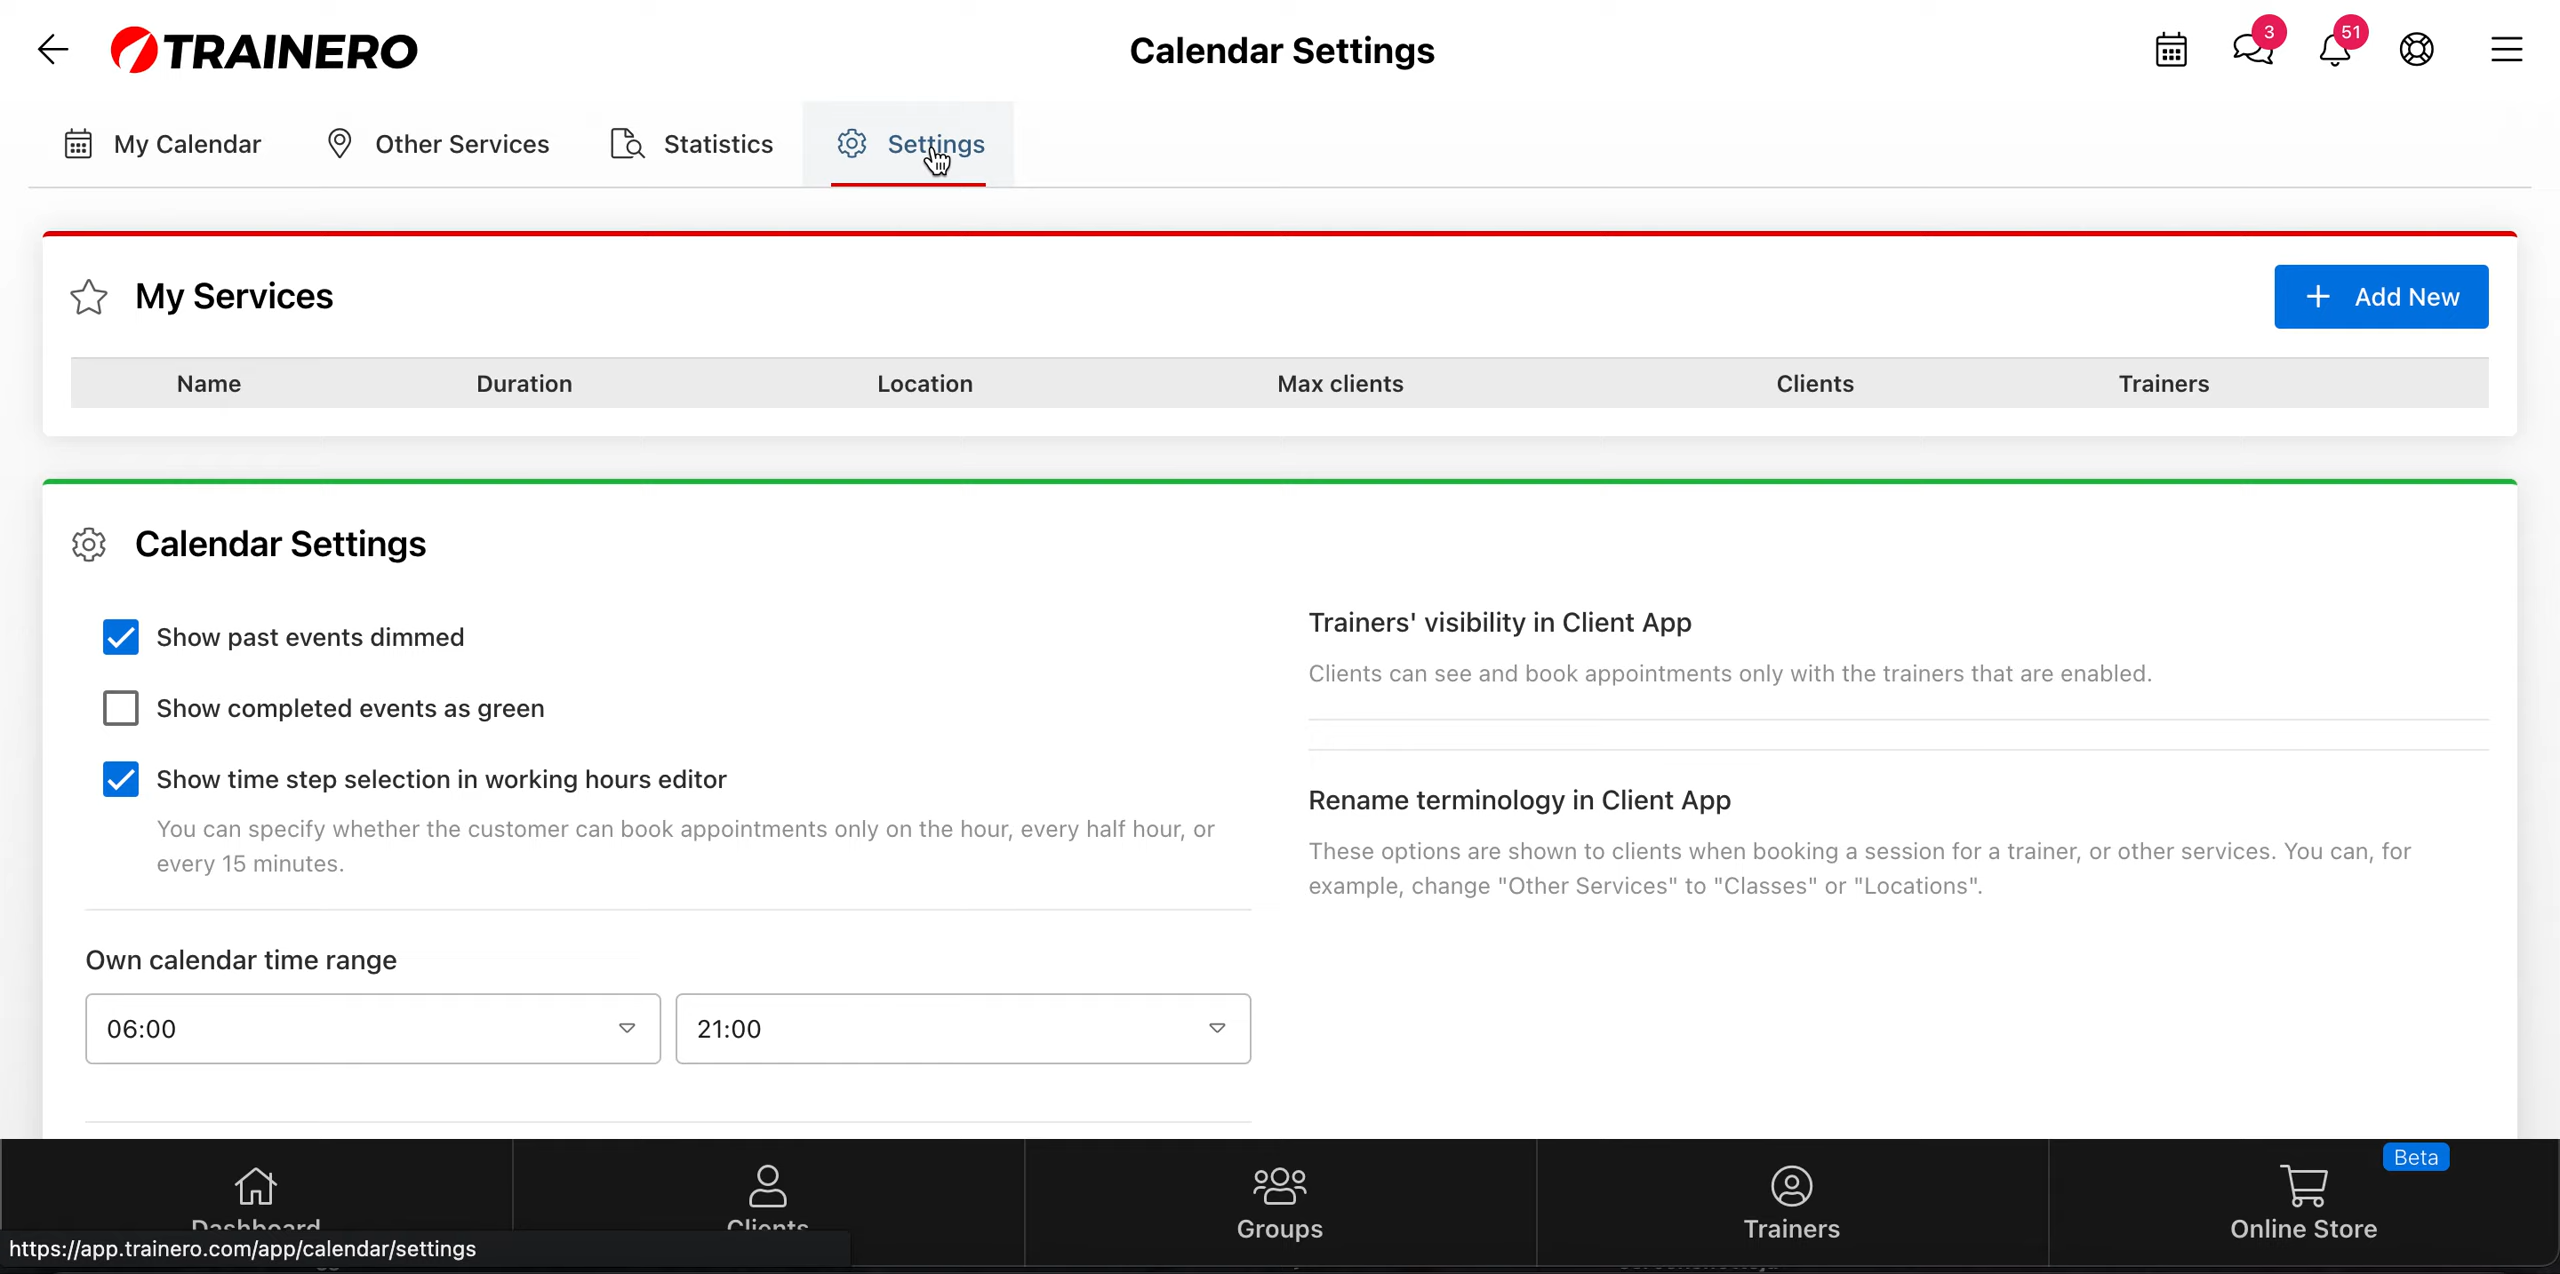 TRAINERO
Calendar Settings
3
51
My Calendar
Other Services
Statistics
Settings
My Services
Add New
Name Duration Location Max clients Clients Trainers
Calendar Settings
Show past events dimmed
Show completed events as green
Show time step selection in working hours editor
You can specify whether the customer can book appointments only on the hour, every half hour, or
every 15 minutes.
Own calendar time range
06:00
21:00
Trainers' visibility in Client App
Clients can see and book appointments only with the trainers that are enabled.
Rename terminology in Client App
These options are shown to clients when booking a session for a trainer, or other services. You can, for
example, change "Other Services" to "Classes" or "Locations".
Dashboard
Clients
Groups
Trainers
Beta
Online Store
https://app.trainero.com/app/calendar/settings